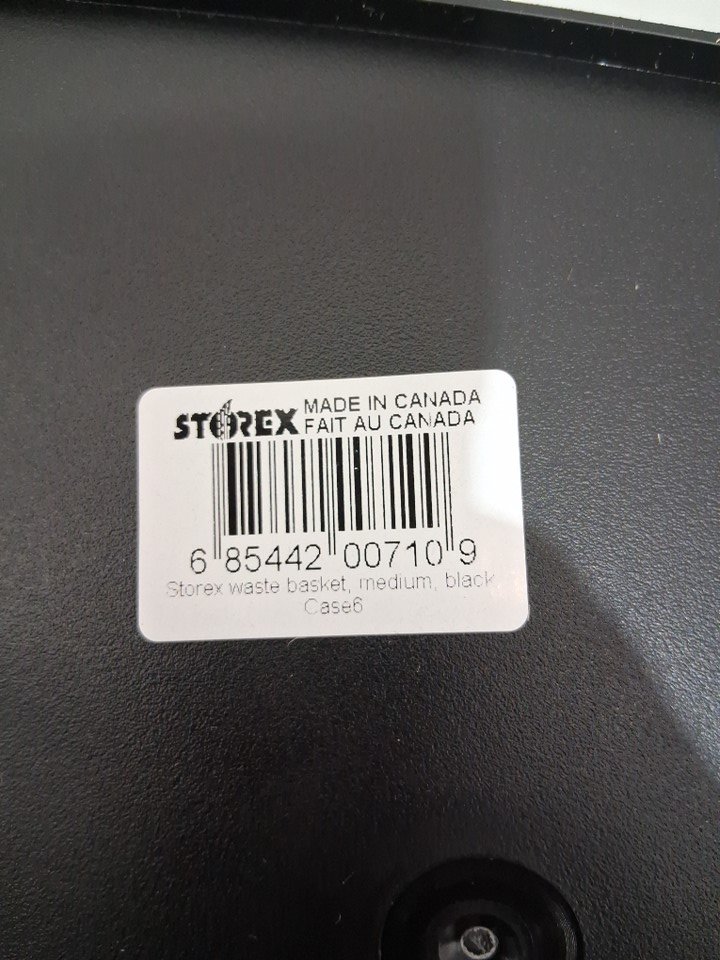 STOREX MADE IN CANADA
FAIT AU CANADA
6 85442 00710 9
Storex waste basket, medium, black
Case6